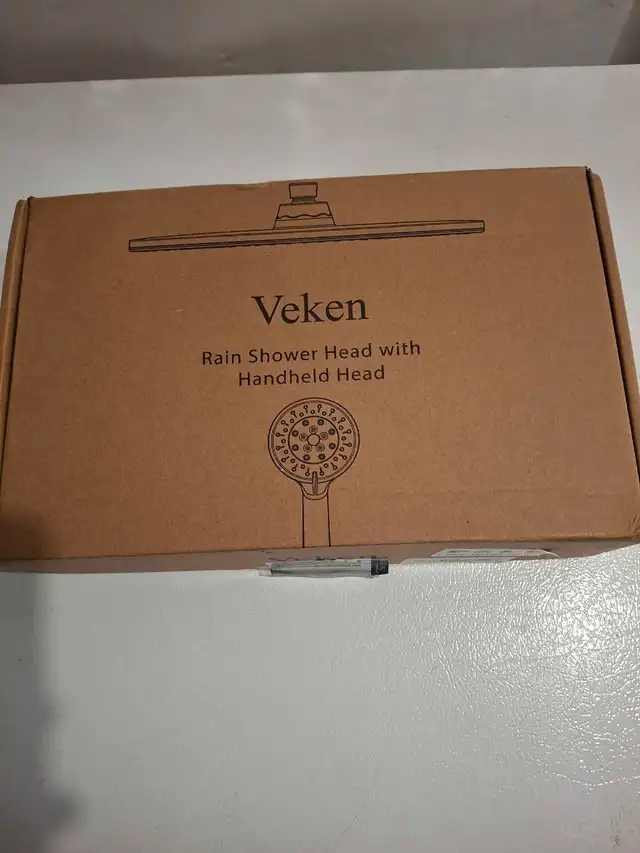 Veken
Rain Shower Head with
Handheld Head